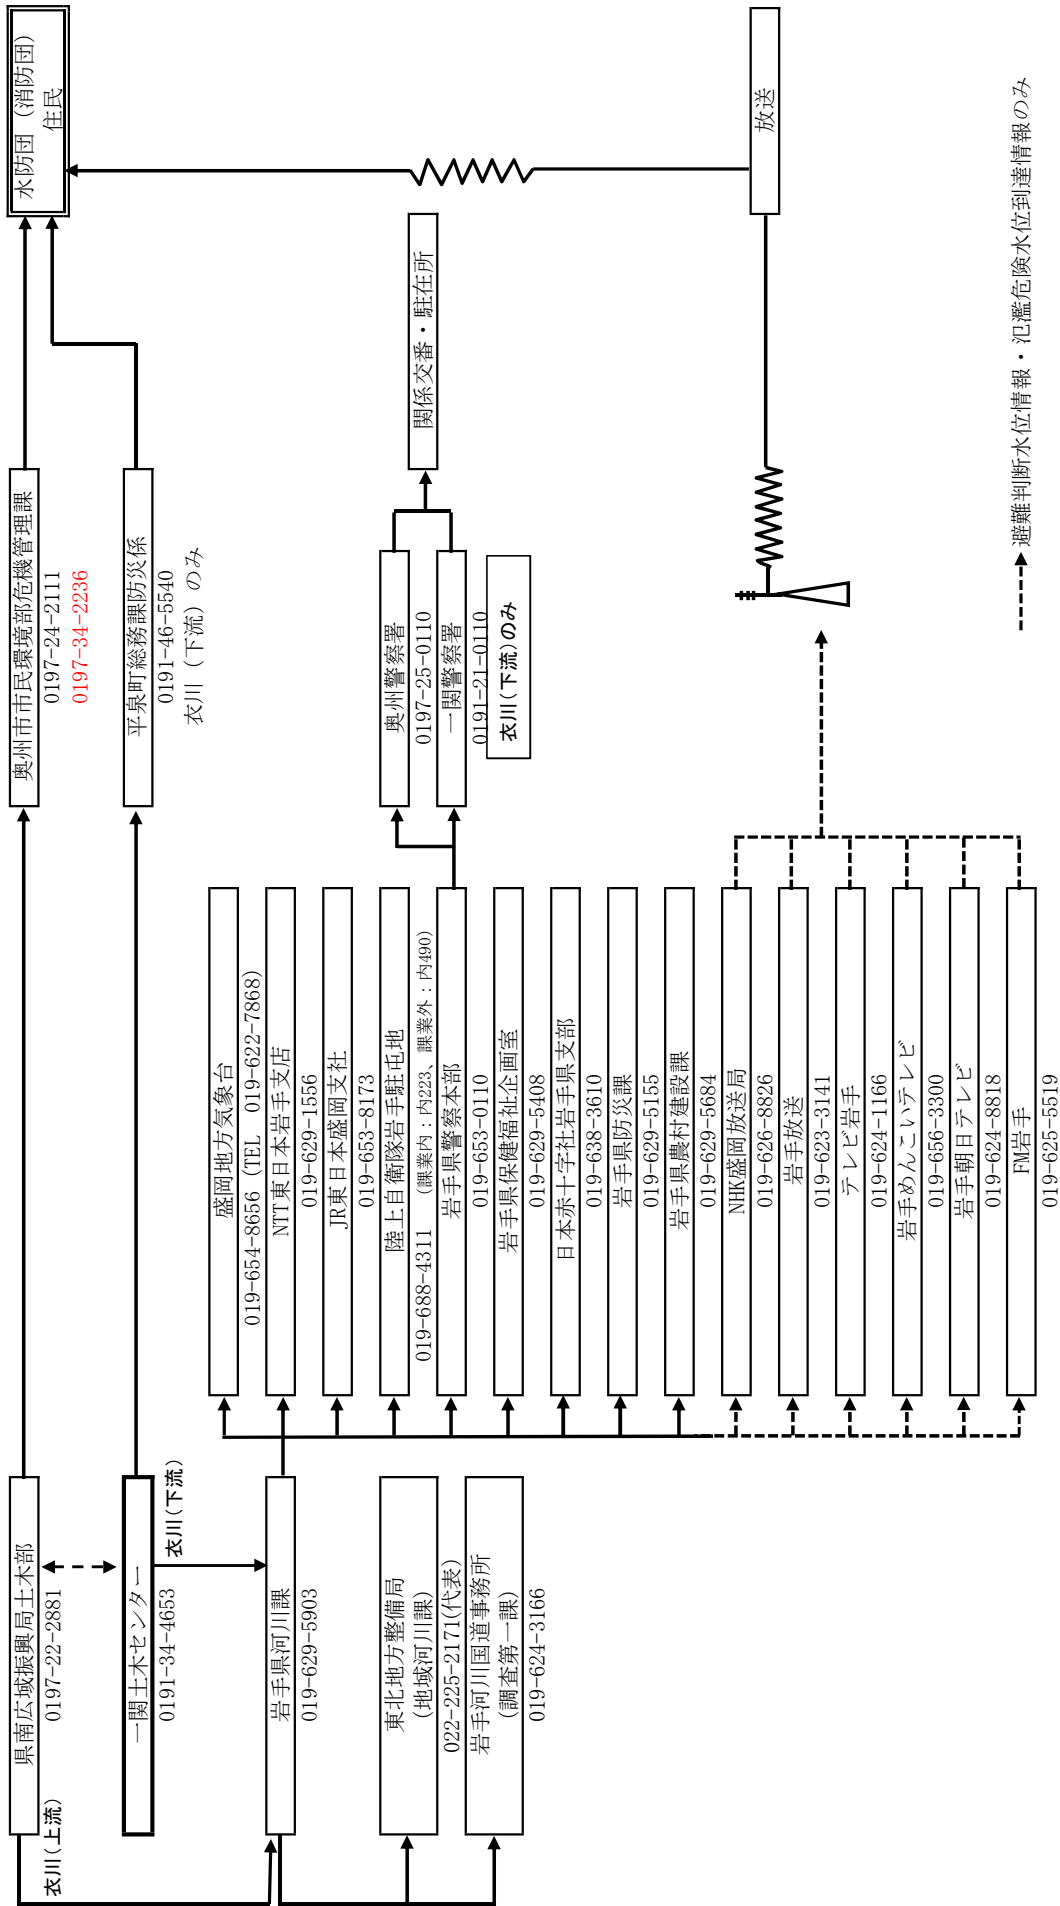 県南広域振興局土木部
0197-22-2881
衣川(上流)
一関土木センター
0191-34-4653
衣川(下流)
岩手県河川課
019-629-5903
東北地方整備局
(地域河川課)
022-225-2171(代表)
岩手河川国道事務所
(調査第一課)
019-624-3166
盛岡地方気象台
019-654-8656 (TEL 019-622-7868)
NTT東日本岩手支店
019-629-1556
JR東日本盛岡支社
019-653-8173
陸上自衛隊岩手駐屯地
019-688-4311 (課業内：内223、課業外：内490)
岩手県警察本部
019-653-0110
岩手県保健福祉企画室
019-629-5408
日本赤十字社岩手県支部
019-638-3610
岩手県防災課
019-629-5155
岩手県農村建設課
019-629-5684
NHK盛岡放送局
019-626-8826
岩手放送
019-623-3141
テレビ岩手
019-624-1166
岩手めんこいテレビ
019-656-3300
岩手朝日テレビ
019-624-8818
FM岩手
019-625-5519
奥州市市民環境部危機管理課
0197-24-2111
0197-34-2236
平泉町総務課防災係
0191-46-5540
衣川（下流）のみ
奥州警察署
0197-25-0110
一関警察署
0191-21-0110
衣川(下流)のみ
関係交番・駐在所
水防団（消防団）
住民
放送
避難判断水位情報・氾濫危険水位到達情報のみ